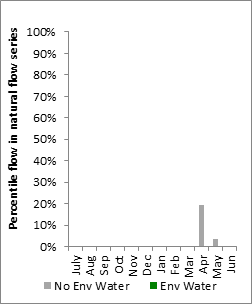 Percentile flow in natural flow series
100%
90%
80%
70%
60%
50%
40%
30%
20%
10%
0%
July
Aug
Sep
Oct
Nov
Dec
Jan
Feb
Mar
Apr
May
Jun
No Env Water
Env Water